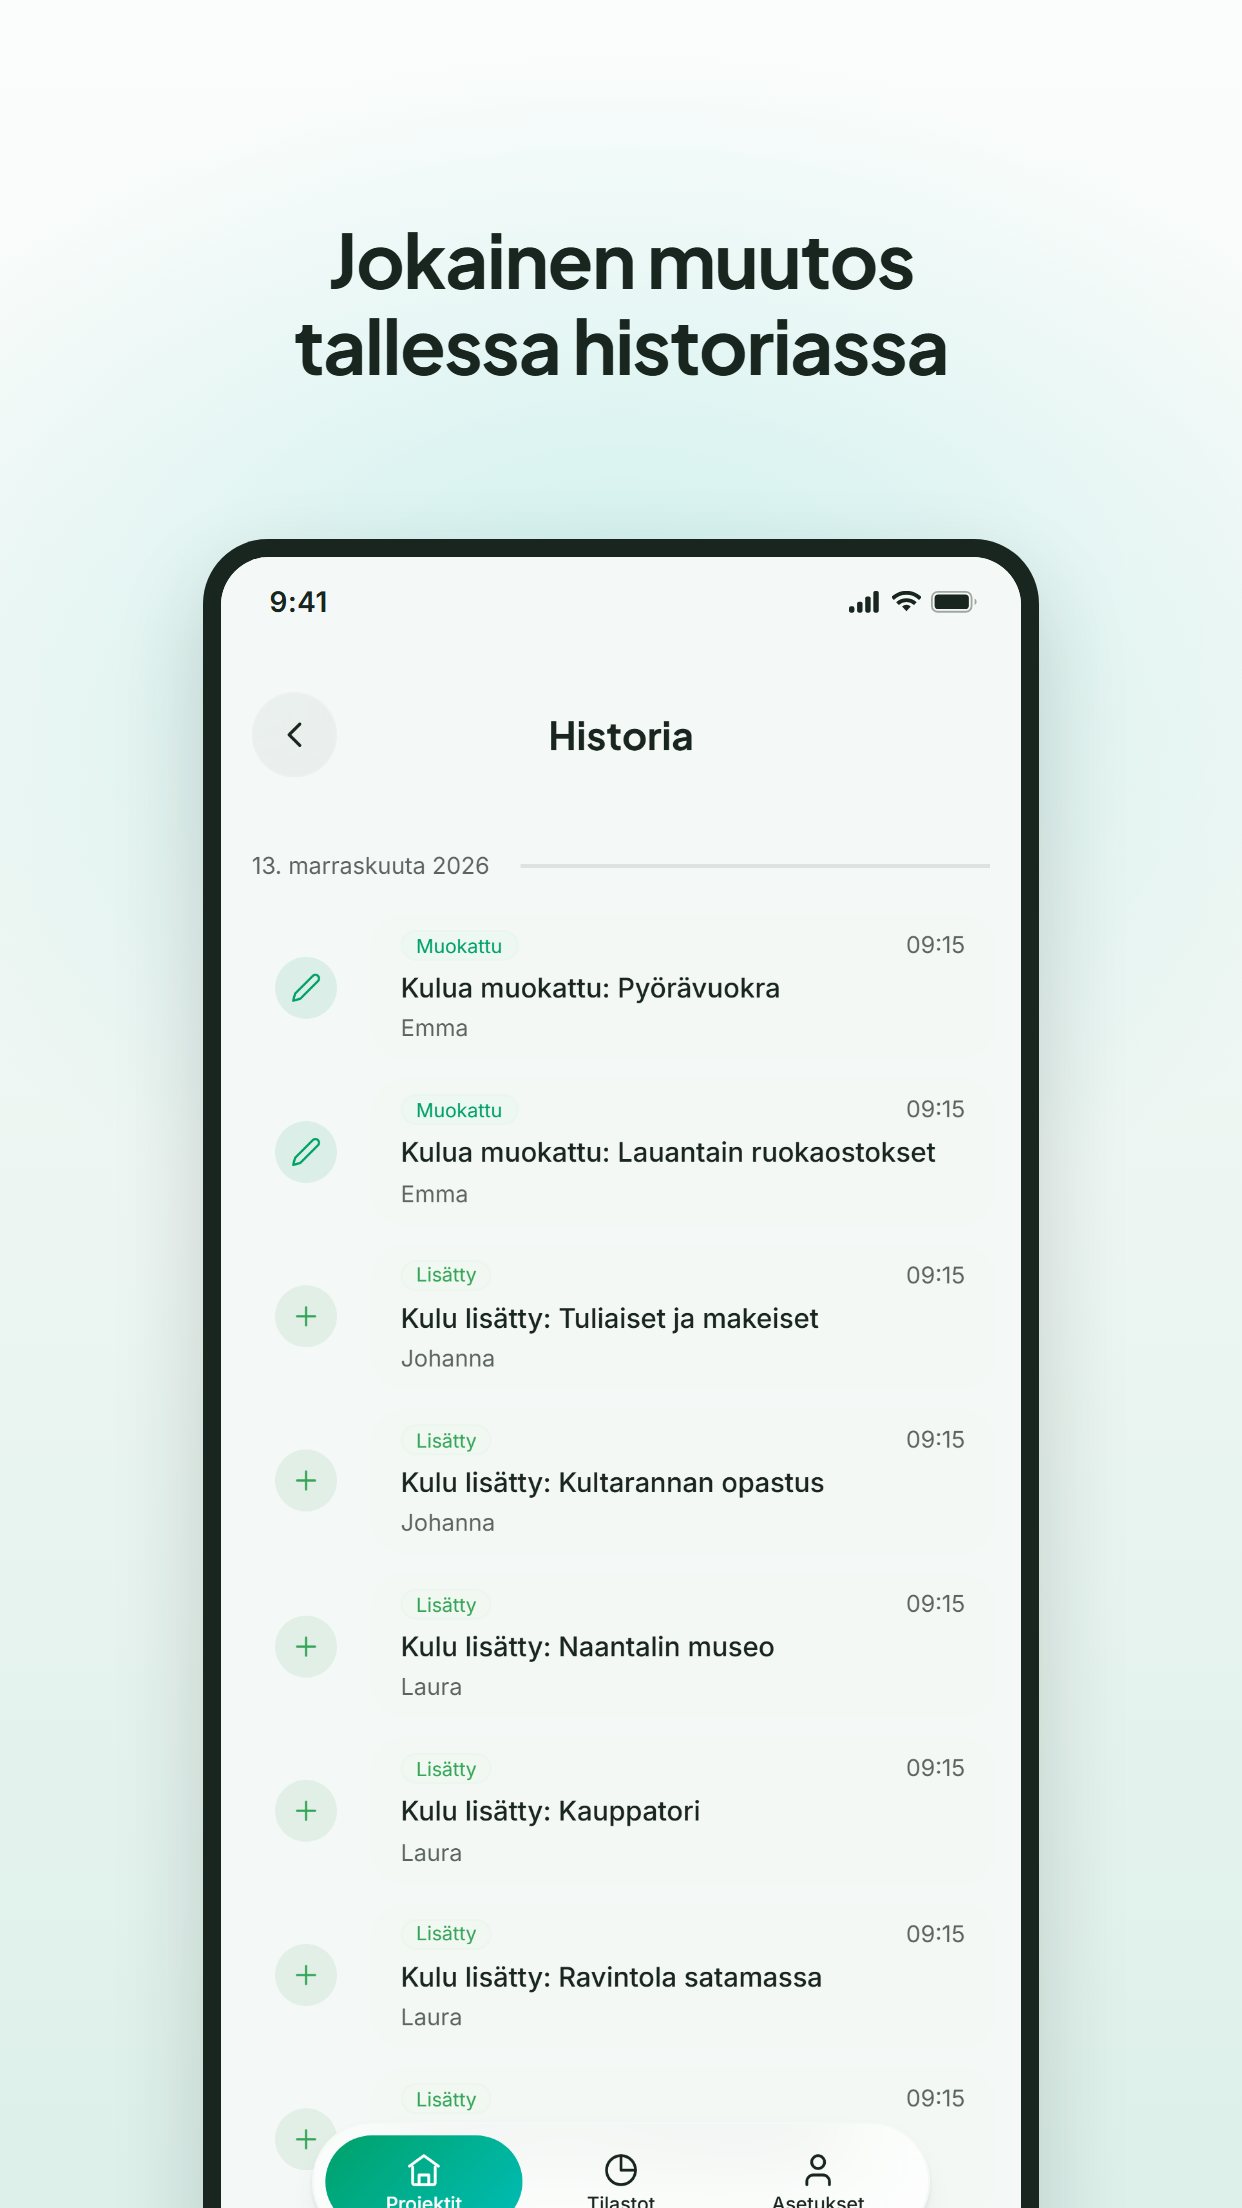 Jokainen muutos
tallessa historiassa
9:41
Historia
13. marraskuuta 2026
Muokattu
09:15
Kulua muokattu: Pyörävuokra
Emma
Muokattu
09:15
Kulua muokattu: Lauantain ruokaostokset
Emma
Lisätty
09:15
Kulu lisätty: Tuliaiset ja makeiset
Johanna
Lisätty
09:15
Kulu lisätty: Kultarannan opastus
Johanna
Lisätty
09:15
Kulu lisätty: Naantalin museo
Laura
Lisätty
09:15
Kulu lisätty: Kauppatori
Laura
Lisätty
09:15
Kulu lisätty: Ravintola satamassa
Laura
Lisätty
09:15
Projektit
Tilastot
Asetukset